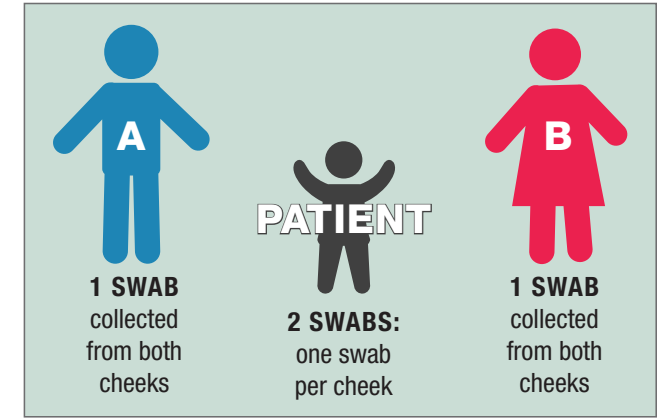 A
B
PATIENT
1 SWAB
collected
from both
cheeks
2 SWABS:
one swab
per cheek
1 SWAB
collected
from both
cheeks